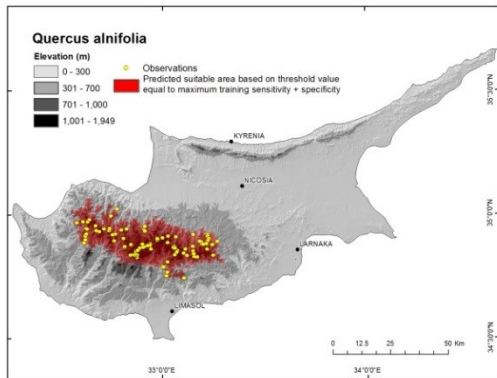 Quercus alnifolia
Elevation (m)
0 - 300
301 - 700
701 - 1,000
1,001 - 1,949
Observations
Predicted suitable area based on threshold value
equal to maximum training sensitivity + specificity
KYRENIA
NICOSIA
LARNAKA
LIMASOL
35°30'0"N
35°0'0"N
34°30'0"N
0 12.5 25 50 Km
33°0'0"E 34°0'0"E